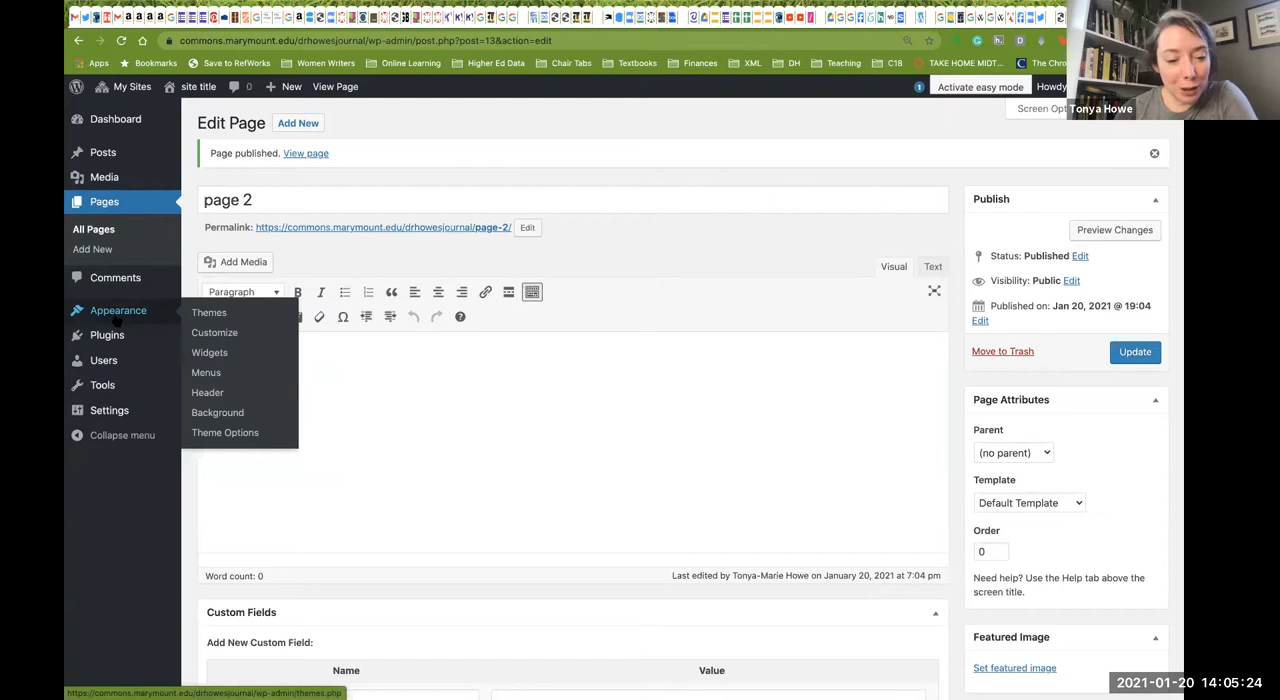 commons.marymount.edu/drhowesjournal/wp-admin/post.php?post=13&action=edit
Apps Bookmarks Save to RefWorks Women Writers Online Learning Higher Ed Data Chair Tabs Textbooks Finances XML DH Teaching C18 TAKE HOME MIDT... The Chro
My Sites site title 0 New View Page 1 Activate easy mode Howdy
Tonya Howe
Screen Opt
Dashboard
Posts
Media
Pages
All Pages
Add New
Comments
Appearance
Plugins
Users
Tools
Settings
Collapse menu
Themes
Customize
Widgets
Menus
Header
Background
Theme Options
Edit Page Add New
Page published. View page
page 2
Permalink: https://commons.marymount.edu/drhowesjournal/page-2/ Edit
Add Media
Visual Text
Paragraph
Word count: 0 Last edited by Tonya-Marie Howe on January 20, 2021 at 7:04 pm
Custom Fields
Add New Custom Field:
Name Value
Publish
Preview Changes
Status: Published Edit
Visibility: Public Edit
Published on: Jan 20, 2021 @ 19:04
Edit
Move to Trash Update
Page Attributes
Parent
(no parent)
Template
Default Template
Order
0
Need help? Use the Help tab above the
screen title.
Featured Image
Set featured image
https://commons.marymount.edu/drhowesjournal/wp-admin/themes.php
2021-01-20 14:05:24